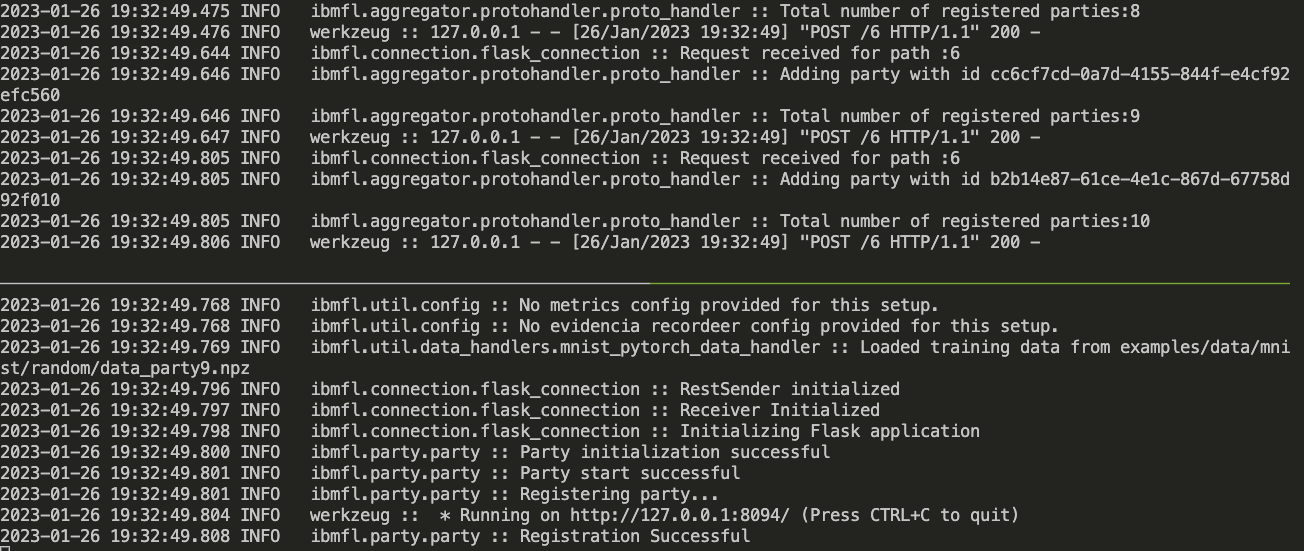 2023-01-26 19:32:49.475 INFO   ibmfl.aggregator.protohandler.proto_handler :: Total number of registered parties:8
2023-01-26 19:32:49.476 INFO   werkzeug :: 127.0.0.1 - - [26/Jan/2023 19:32:49] "POST /6 HTTP/1.1" 200 -
2023-01-26 19:32:49.644 INFO   ibmfl.connection.flask_connection :: Request received for path :6
2023-01-26 19:32:49.646 INFO   ibmfl.aggregator.protohandler.proto_handler :: Adding party with id cc6cf7cd-0a7d-4155-844f-e4cf92
efc560
2023-01-26 19:32:49.646 INFO   ibmfl.aggregator.protohandler.proto_handler :: Total number of registered parties:9
2023-01-26 19:32:49.647 INFO   werkzeug :: 127.0.0.1 - - [26/Jan/2023 19:32:49] "POST /6 HTTP/1.1" 200 -
2023-01-26 19:32:49.805 INFO   ibmfl.connection.flask_connection :: Request received for path :6
2023-01-26 19:32:49.805 INFO   ibmfl.aggregator.protohandler.proto_handler :: Adding party with id b2b14e87-61ce-4e1c-867d-67758d
92f010
2023-01-26 19:32:49.805 INFO   ibmfl.aggregator.protohandler.proto_handler :: Total number of registered parties:10
2023-01-26 19:32:49.806 INFO   werkzeug :: 127.0.0.1 - - [26/Jan/2023 19:32:49] "POST /6 HTTP/1.1" 200 -
2023-01-26 19:32:49.768 INFO   ibmfl.util.config :: No metrics config provided for this setup.
2023-01-26 19:32:49.768 INFO   ibmfl.util.config :: No evidencia recordeer config provided for this setup.
2023-01-26 19:32:49.769 INFO   ibmfl.util.data_handlers.mnist_pytorch_data_handler :: Loaded training data from examples/data/mni
st/random/data_party9.npz
2023-01-26 19:32:49.796 INFO   ibmfl.connection.flask_connection :: RestSender initialized
2023-01-26 19:32:49.797 INFO   ibmfl.connection.flask_connection :: Receiver Initialized
2023-01-26 19:32:49.798 INFO   ibmfl.connection.flask_connection :: Initializing Flask application
2023-01-26 19:32:49.800 INFO   ibmfl.party.party :: Party initialization successful
2023-01-26 19:32:49.801 INFO   ibmfl.party.party :: Party start successful
2023-01-26 19:32:49.801 INFO   ibmfl.party.party :: Registering party...
2023-01-26 19:32:49.804 INFO   werkzeug ::  * Running on http://127.0.0.1:8094/ (Press CTRL+C to quit)
2023-01-26 19:32:49.808 INFO   ibmfl.party.party :: Registration Successful